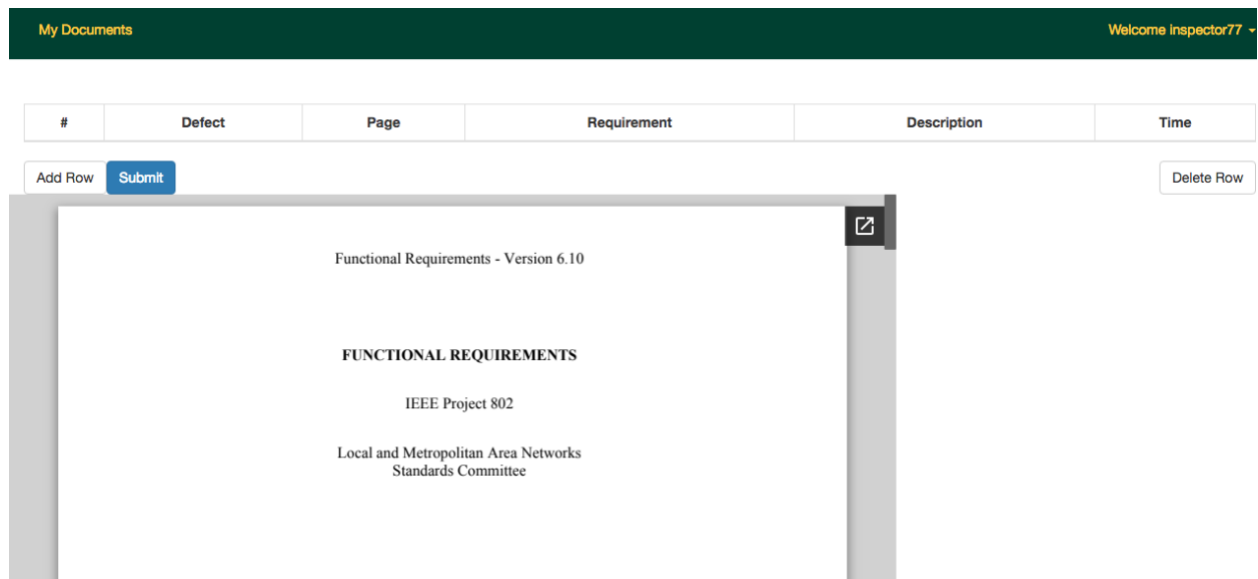 My Documents Welcome inspector77
# Defect Page Requirement Description Time
Add Row Submit Delete Row
Functional Requirements - Version 6.10
FUNCTIONAL REQUIREMENTS
IEEE Project 802
Local and Metropolitan Area Networks
Standards Committee